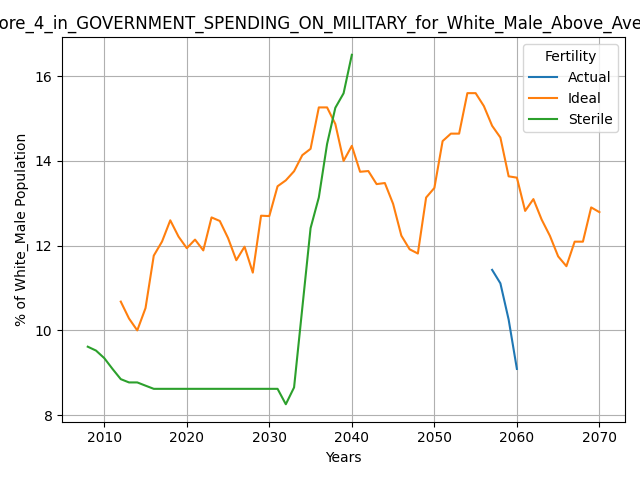 ore_4_in_GOVERNMENT_SPENDING_ON_MILITARY_for_White_Male_Above_Ave
Fertility
Actual
Ideal
Sterile
% of White_Male Population
16
14
12
10
8
2010 2020 2030 2040 2050 2060 2070
Years